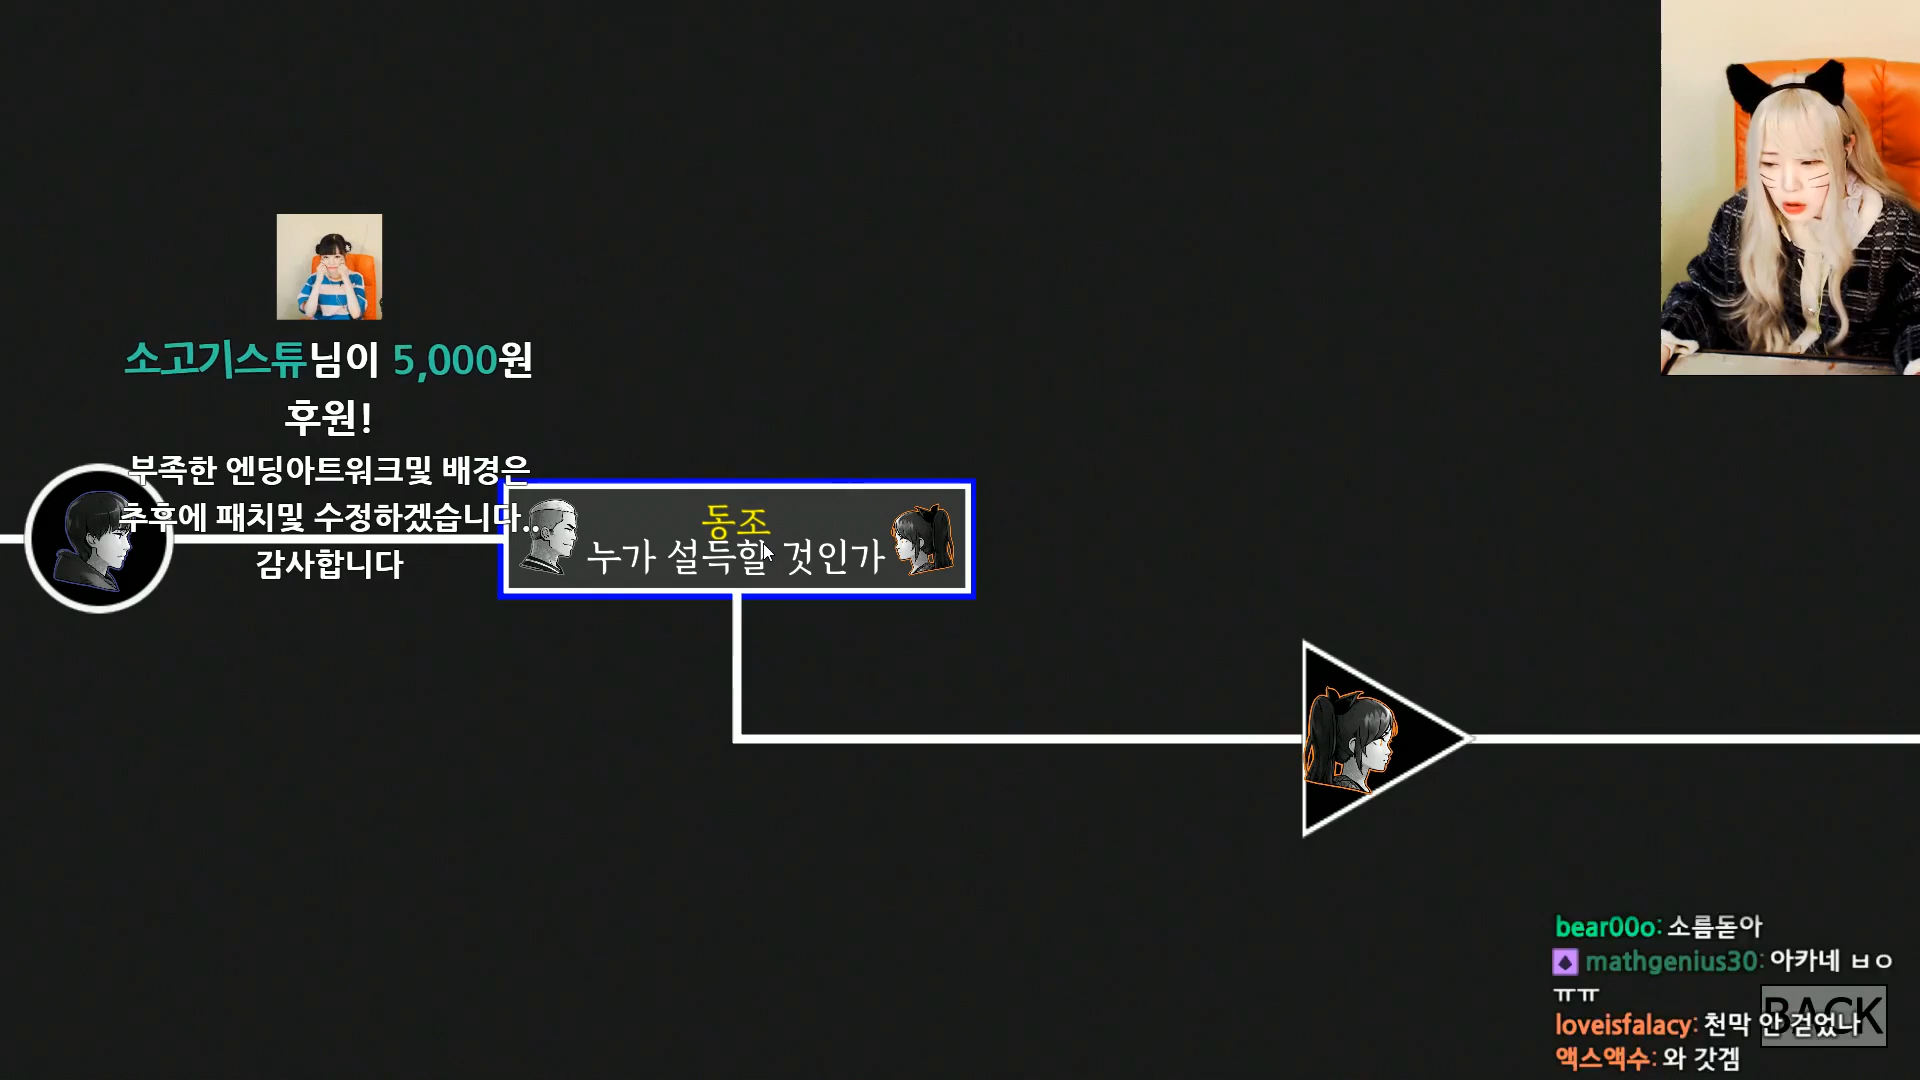 소고기스튜님이 5,000원
후원!
부족한 엔딩아트워크및 배경은
추후에 패치및 수정하겠습니다..
감사합니다
동조
누가 설득할 것인가
bear00o: 소름돋아
mathgenius30: 아카네 ㅂㅇ
ㅠㅠ
loveisfalacy: 천막 안 걷었나
액스액수: 와 갓겜
BACK